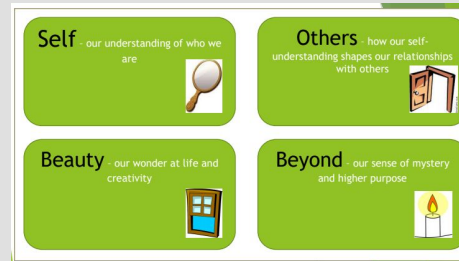 Self - our understanding of who we
are
Others - how our self-
understanding shapes our relationships
with others
Beauty - our wonder at life and
creativity
Beyond - our sense of mystery
and higher purpose